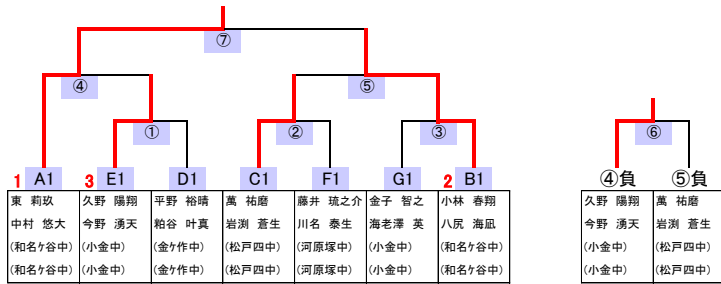 ⑦
④ ⑤
① ② ③ ⑥
1 A1 3 E1 D1 C1 F1 G1 2 B1 ④負 ⑤負
東 莉玖 久野 陽翔 平野 裕晴 萬 祐磨 藤井 琉之介 金子 智之 小林 春翔 久野 陽翔 萬 祐磨
中村 悠大 今野 湧天 粕谷 叶真 岩渕 蒼生 川名 泰生 海老澤 英 八尻 海凪 今野 湧天 岩渕 蒼生
(和名ケ谷中) (小金中) (金ケ作中) (松戸四中) (河原塚中) (小金中) (和名ケ谷中) (小金中) (松戸四中)
(和名ケ谷中) (小金中) (金ケ作中) (松戸四中) (河原塚中) (小金中) (和名ケ谷中) (小金中) (松戸四中)